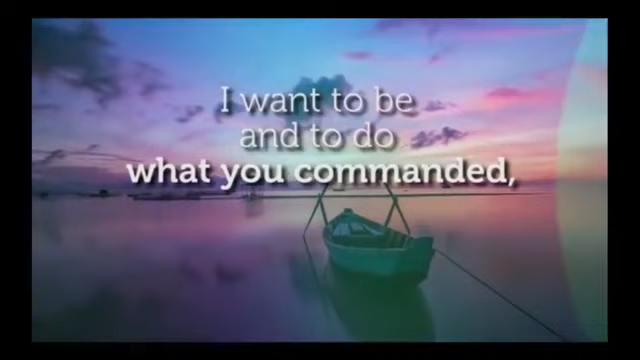 I want to be
and to do
what you commanded,